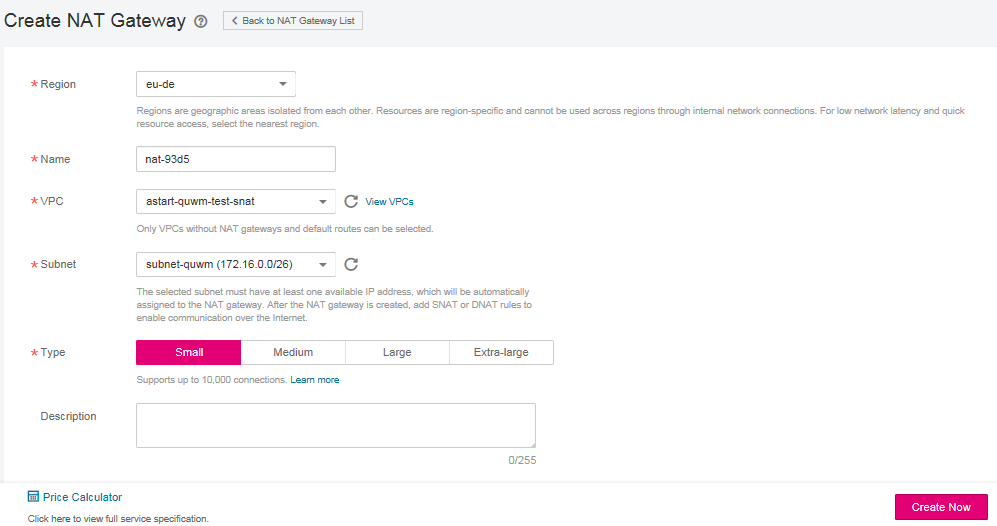 Create NAT Gateway ? < Back to NAT Gateway List
* Region eu-de
Regions are geographic areas isolated from each other. Resources are region-specific and cannot be used across regions through internal network connections. For low network latency and quick
resource access, select the nearest region.
* Name nat-93d5
* VPC astart-quwm-test-snat View VPCs
Only VPCs without NAT gateways and default routes can be selected.
* Subnet subnet-quwm (172.16.0.0/26)
The selected subnet must have at least one available IP address, which will be automatically
assigned to the NAT gateway. After the NAT gateway is created, add SNAT or DNAT rules to
enable communication over the Internet.
* Type Small Medium Large Extra-large
Supports up to 10,000 connections. Learn more
Description
0/255
Price Calculator
Click here to view full service specification.
Create Now